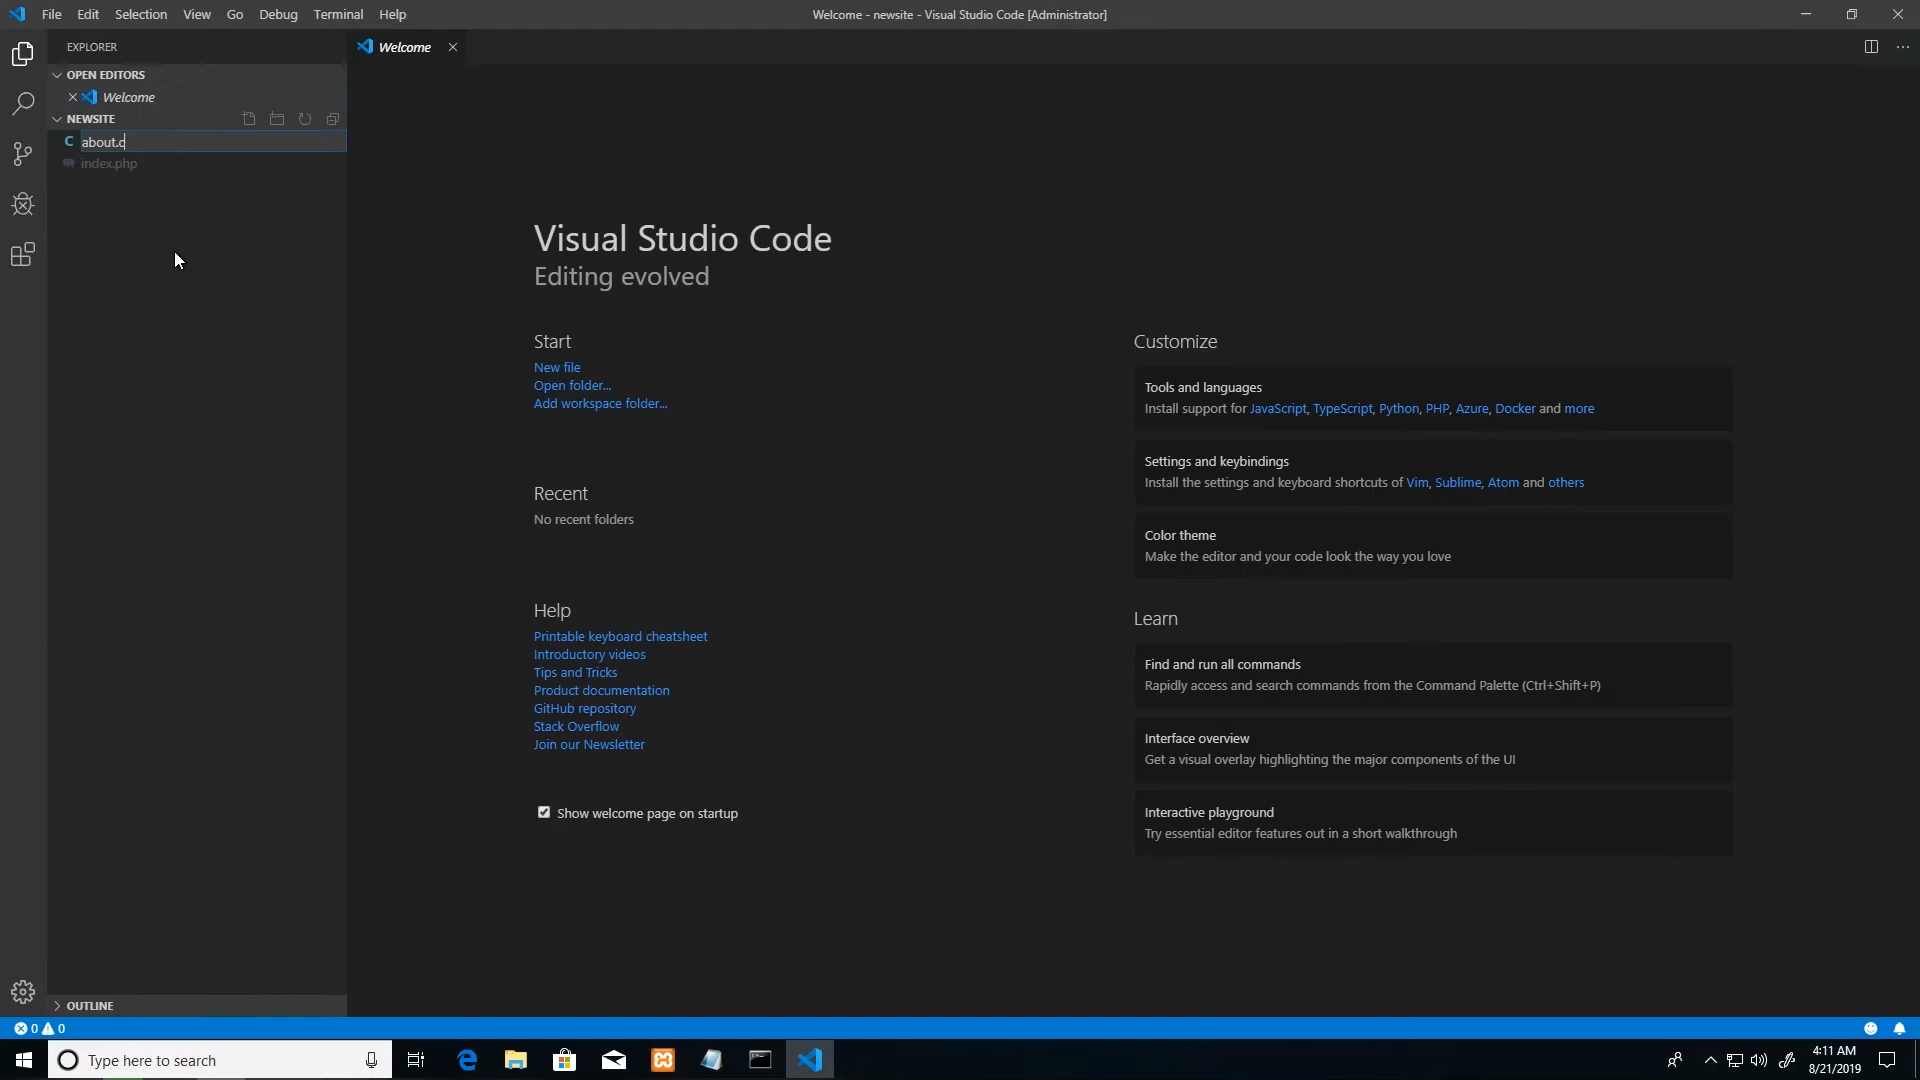 File Edit Selection View Go Debug Terminal Help
Welcome - newsite - Visual Studio Code [Administrator]
EXPLORER
Welcome
OPEN EDITORS
Welcome
NEWSITE
C about.c
index.php
Visual Studio Code
Editing evolved
Start
New file
Open folder...
Add workspace folder...
Recent
No recent folders
Help
Printable keyboard cheatsheet
Introductory videos
Tips and Tricks
Product documentation
GitHub repository
Stack Overflow
Join our Newsletter
Show welcome page on startup
Customize
Tools and languages
Install support for JavaScript, TypeScript, Python, PHP, Azure, Docker and more
Settings and keybindings
Install the settings and keyboard shortcuts of Vim, Sublime, Atom and others
Color theme
Make the editor and your code look the way you love
Learn
Find and run all commands
Rapidly access and search commands from the Command Palette (Ctrl+Shift+P)
Interface overview
Get a visual overlay highlighting the major components of the UI
Interactive playground
Try essential editor features out in a short walkthrough
OUTLINE
0 0
Type here to search
4:11 AM
8/21/2019